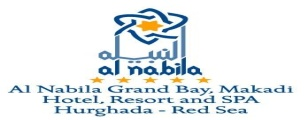 النبيلة
al nabila
Al Nabila Grand Bay, Makadi
Hotel, Resort and SPA
Hurghada - Red Sea